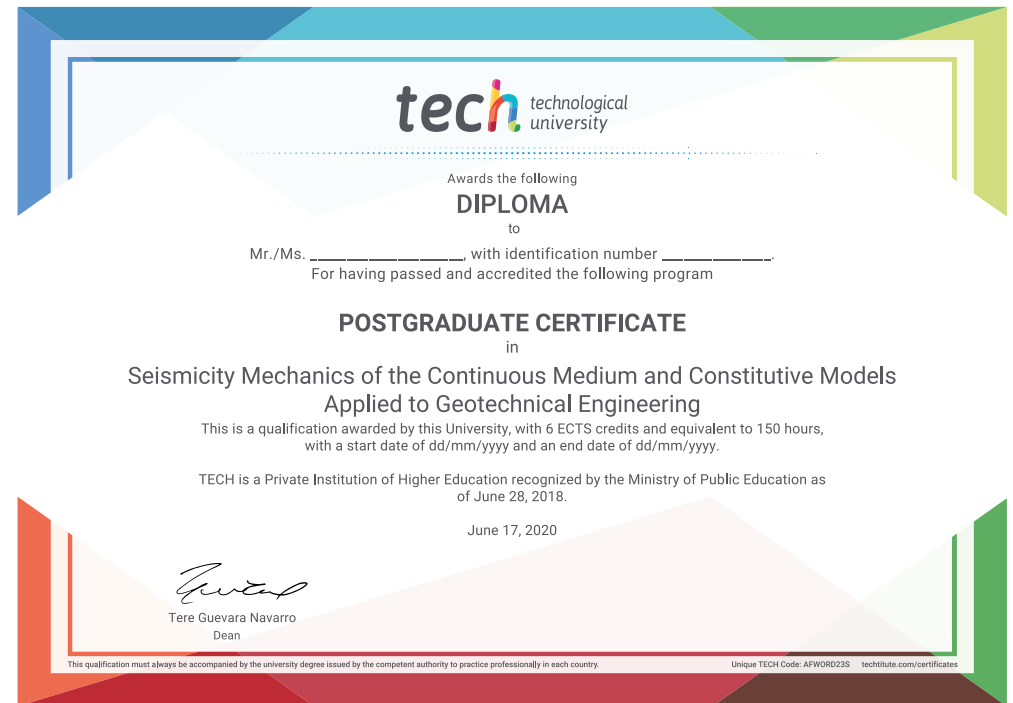 tech technological
university
Awards the following
DIPLOMA
to
Mr./Ms. ____________________, with identification number ______________.
For having passed and accredited the following program
POSTGRADUATE CERTIFICATE
in
Seismicity Mechanics of the Continuous Medium and Constitutive Models
Applied to Geotechnical Engineering
This is a qualification awarded by this University, with 6 ECTS credits and equivalent to 150 hours,
with a start date of dd/mm/yyyy and an end date of dd/mm/yyyy.
TECH is a Private Institution of Higher Education recognized by the Ministry of Public Education as
of June 28, 2018.
June 17, 2020
Tere Guevara Navarro
Dean
This qualification must always be accompanied by the university degree issued by the competent authority to practice professionally in each country.
Unique TECH Code: AFWORD23S techtitute.com/certificates